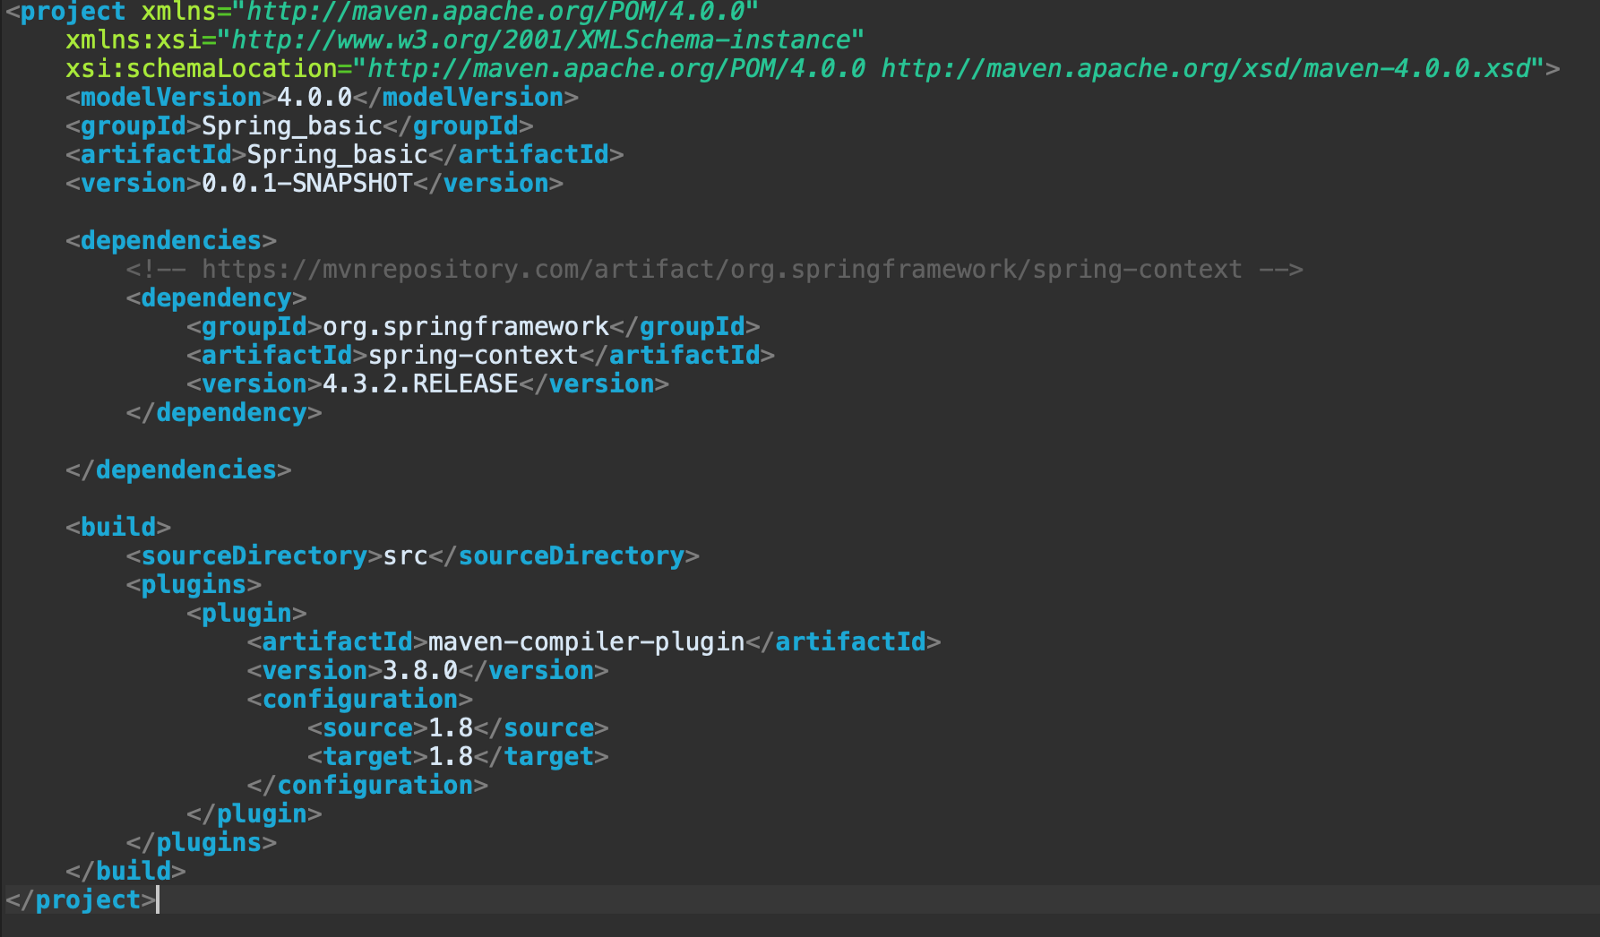 <project xmlns="http://maven.apache.org/POM/4.0.0"
xmlns:xsi="http://www.w3.org/2001/XMLSchema-instance"
xsi:schemaLocation="http://maven.apache.org/POM/4.0.0 http://maven.apache.org/xsd/maven-4.0.0.xsd">
<modelVersion>4.0.0</modelVersion>
<groupId>Spring_basic</groupId>
<artifactId>Spring_basic</artifactId>
<version>0.0.1-SNAPSHOT</version>
<dependencies>
<!-- https://mvnrepository.com/artifact/org.springframework/spring-context -->
<dependency>
<groupId>org.springframework</groupId>
<artifactId>spring-context</artifactId>
<version>4.3.2.RELEASE</version>
</dependency>
</dependencies>
<build>
<sourceDirectory>src</sourceDirectory>
<plugins>
<plugin>
<artifactId>maven-compiler-plugin</artifactId>
<version>3.8.0</version>
<configuration>
<source>1.8</source>
<target>1.8</target>
</configuration>
</plugin>
</plugins>
</build>
</project>